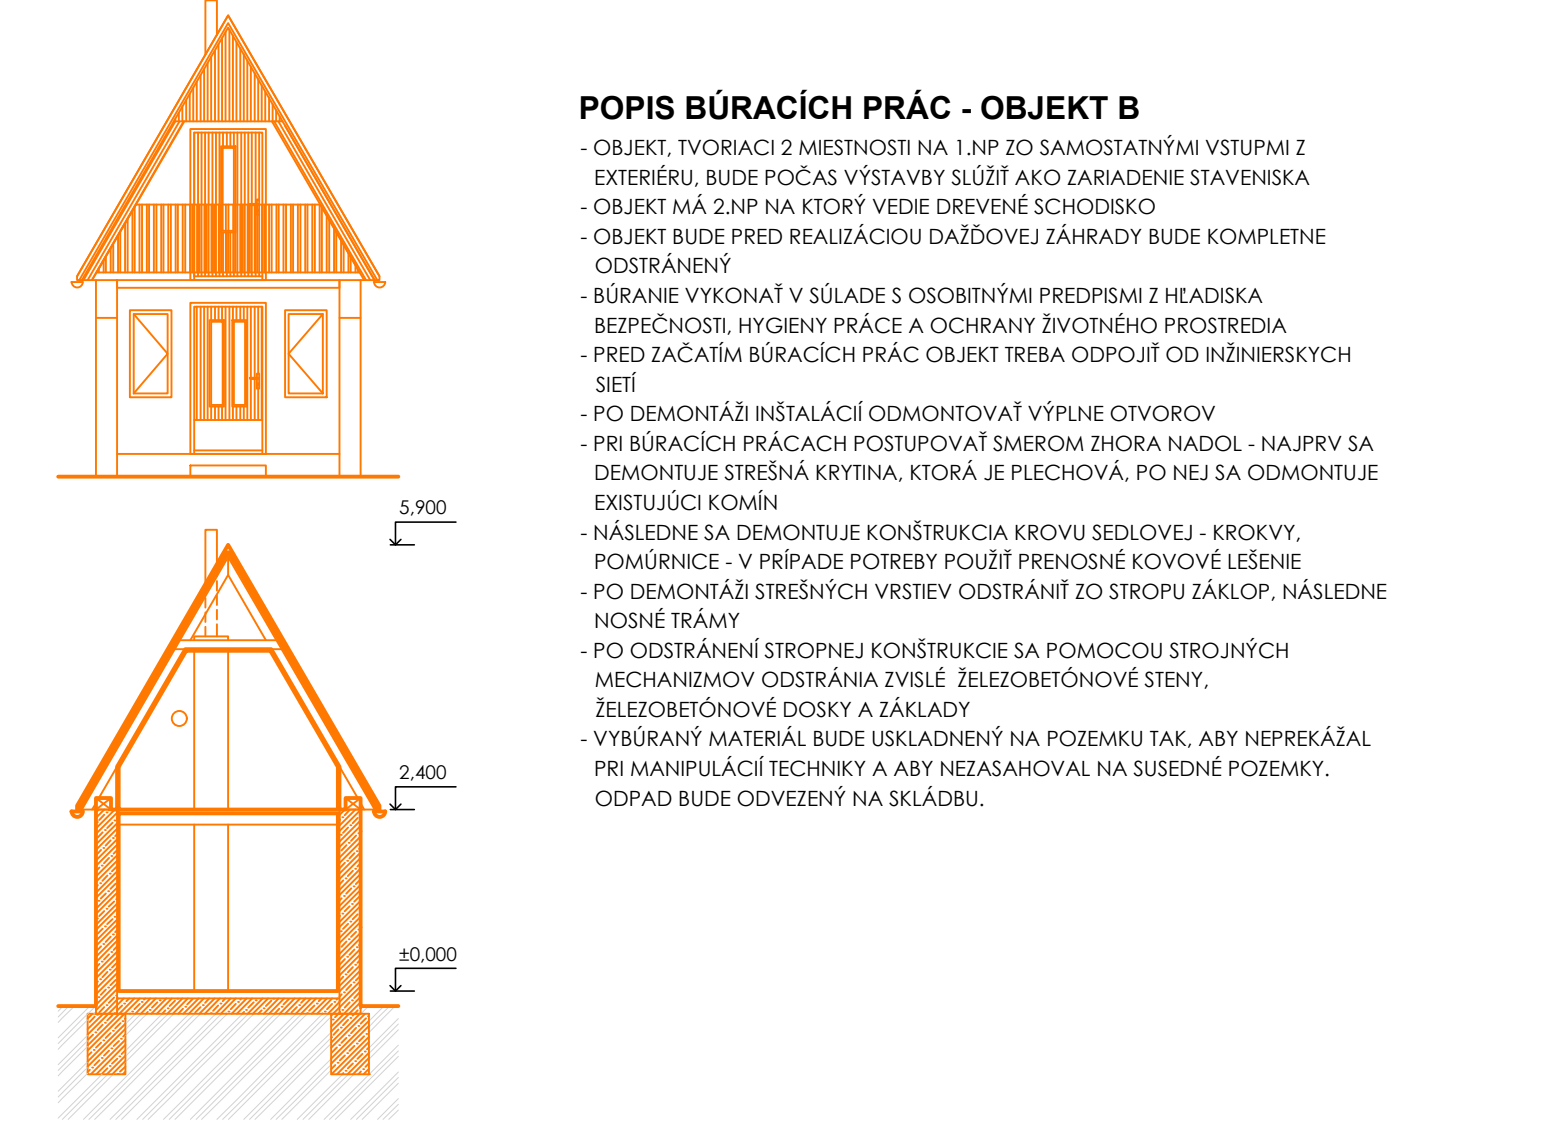 POPIS BÚRACÍCH PRÁC - OBJEKT B
- OBJEKT, TVORIACI 2 MIESTNOSTI NA 1.NP ZO SAMOSTATNÝMI VSTUPMI Z
EXTERIÉRU, BUDE POČAS VÝSTAVBY SLÚŽIŤ AKO ZARIADENIE STAVENISKA
- OBJEKT MÁ 2.NP NA KTORÝ VEDIE DREVENÉ SCHODISKO
- OBJEKT BUDE PRED REALIZÁCIOU DAŽĎOVEJ ZÁHRADY BUDE KOMPLETNE
ODSTRÁNENÝ
- BÚRANIE VYKONAŤ V SÚLADE S OSOBITNÝMI PREDPISMI Z HĽADISKA
BEZPEČNOSTI, HYGIENY PRÁCE A OCHRANY ŽIVOTNÉHO PROSTREDIA
- PRED ZAČATÍM BÚRACÍCH PRÁC OBJEKT TREBA ODPOJIŤ OD INŽINIERSKYCH
SIETÍ
- PO DEMONTÁŽI INŠTALÁCIÍ ODMONTOVAŤ VÝPLNE OTVOROV
- PRI BÚRACÍCH PRÁCACH POSTUPOVAŤ SMEROM ZHORA NADOL - NAJPRV SA
DEMONTUJE STREŠNÁ KRYTINA, KTORÁ JE PLECHOVÁ, PO NEJ SA ODMONTUJE
EXISTUJÚCI KOMÍN
- NÁSLEDNE SA DEMONTUJE KONŠTRUKCIA KROVU SEDLOVEJ - KROKVY,
POMÚRNICE - V PRÍPADE POTREBY POUŽIŤ PRENOSNÉ KOVOVÉ LEŠENIE
- PO DEMONTÁŽI STREŠNÝCH VRSTIEV ODSTRÁNIŤ ZO STROPU ZÁKLOP, NÁSLEDNE
NOSNÉ TRÁMY
- PO ODSTRÁNENÍ STROPNEJ KONŠTRUKCIE SA POMOCOU STROJNÝCH
MECHANIZMOV ODSTRÁNIA ZVISLÉ ŽELEZOBETÓNOVÉ STENY,
ŽELEZOBETÓNOVÉ DOSKY A ZÁKLADY
- VYBÚRANÝ MATERIÁL BUDE USKLADNENÝ NA POZEMKU TAK, ABY NEPREKÁŽAL
PRI MANIPULÁCIÍ TECHNIKY A ABY NEZASAHOVAL NA SUSEDNÉ POZEMKY.
ODPAD BUDE ODVEZENÝ NA SKLÁDBU.
5,900
2,400
±0,000